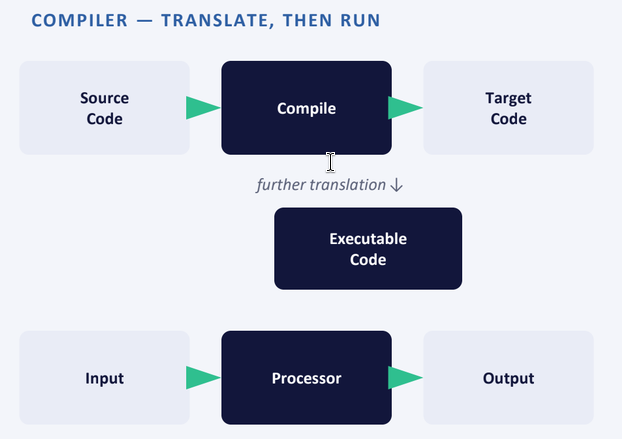 COMPILER — TRANSLATE, THEN RUN
Source
Code
Compile
Target
Code
further translation ↓
Executable
Code
Input
Processor
Output